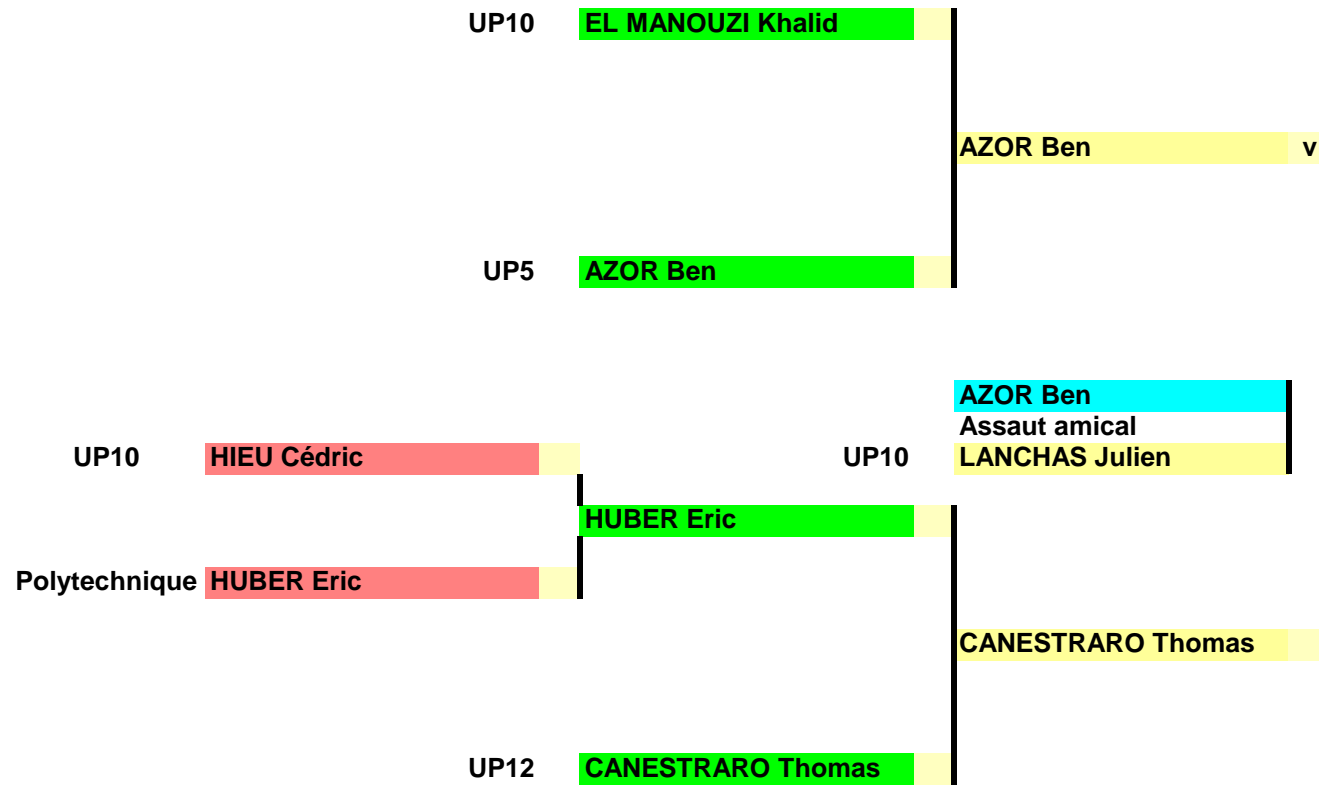 UP10 EL MANOUZI Khalid
AZOR Ben v
UP5 AZOR Ben
AZOR Ben
Assaut amical
UP10 HIEU Cédric UP10 LANCHAS Julien
HUBER Eric
Polytechnique HUBER Eric
CANESTRARO Thomas
UP12 CANESTRARO Thomas